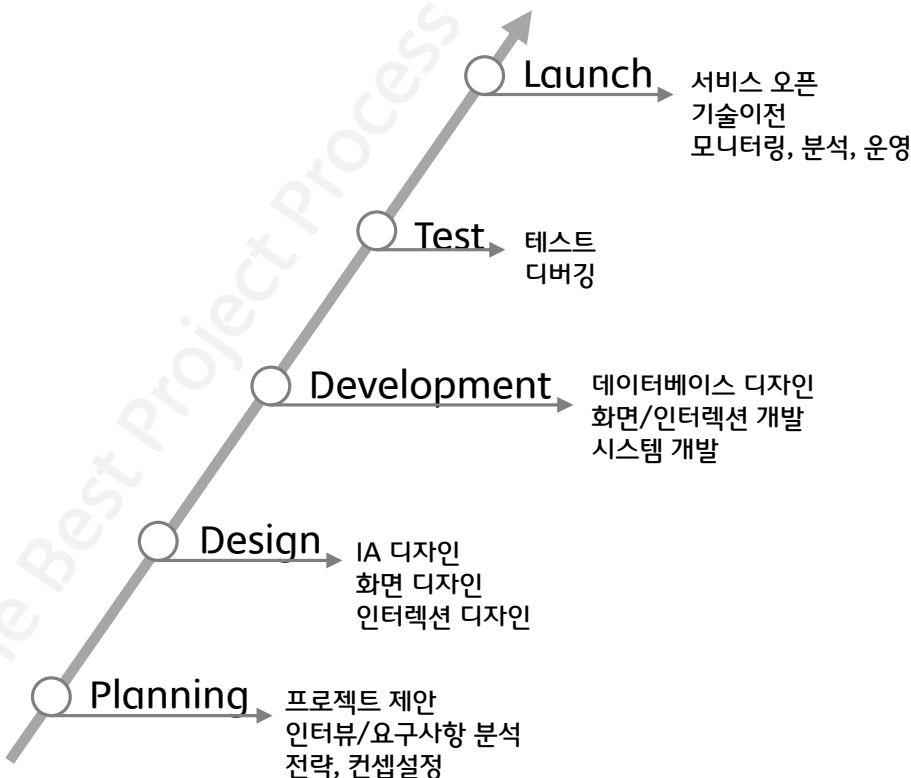 Launch
서비스 오픈
기술이전
모니터링, 분석, 운영
Test
테스트
디버깅
Development
데이터베이스 디자인
화면/인터렉션 개발
시스템 개발
Design
IA 디자인
화면 디자인
인터렉션 디자인
Planning
프로젝트 제안
인터뷰/요구사항 분석
전략, 컨셉설정
Best Project Process